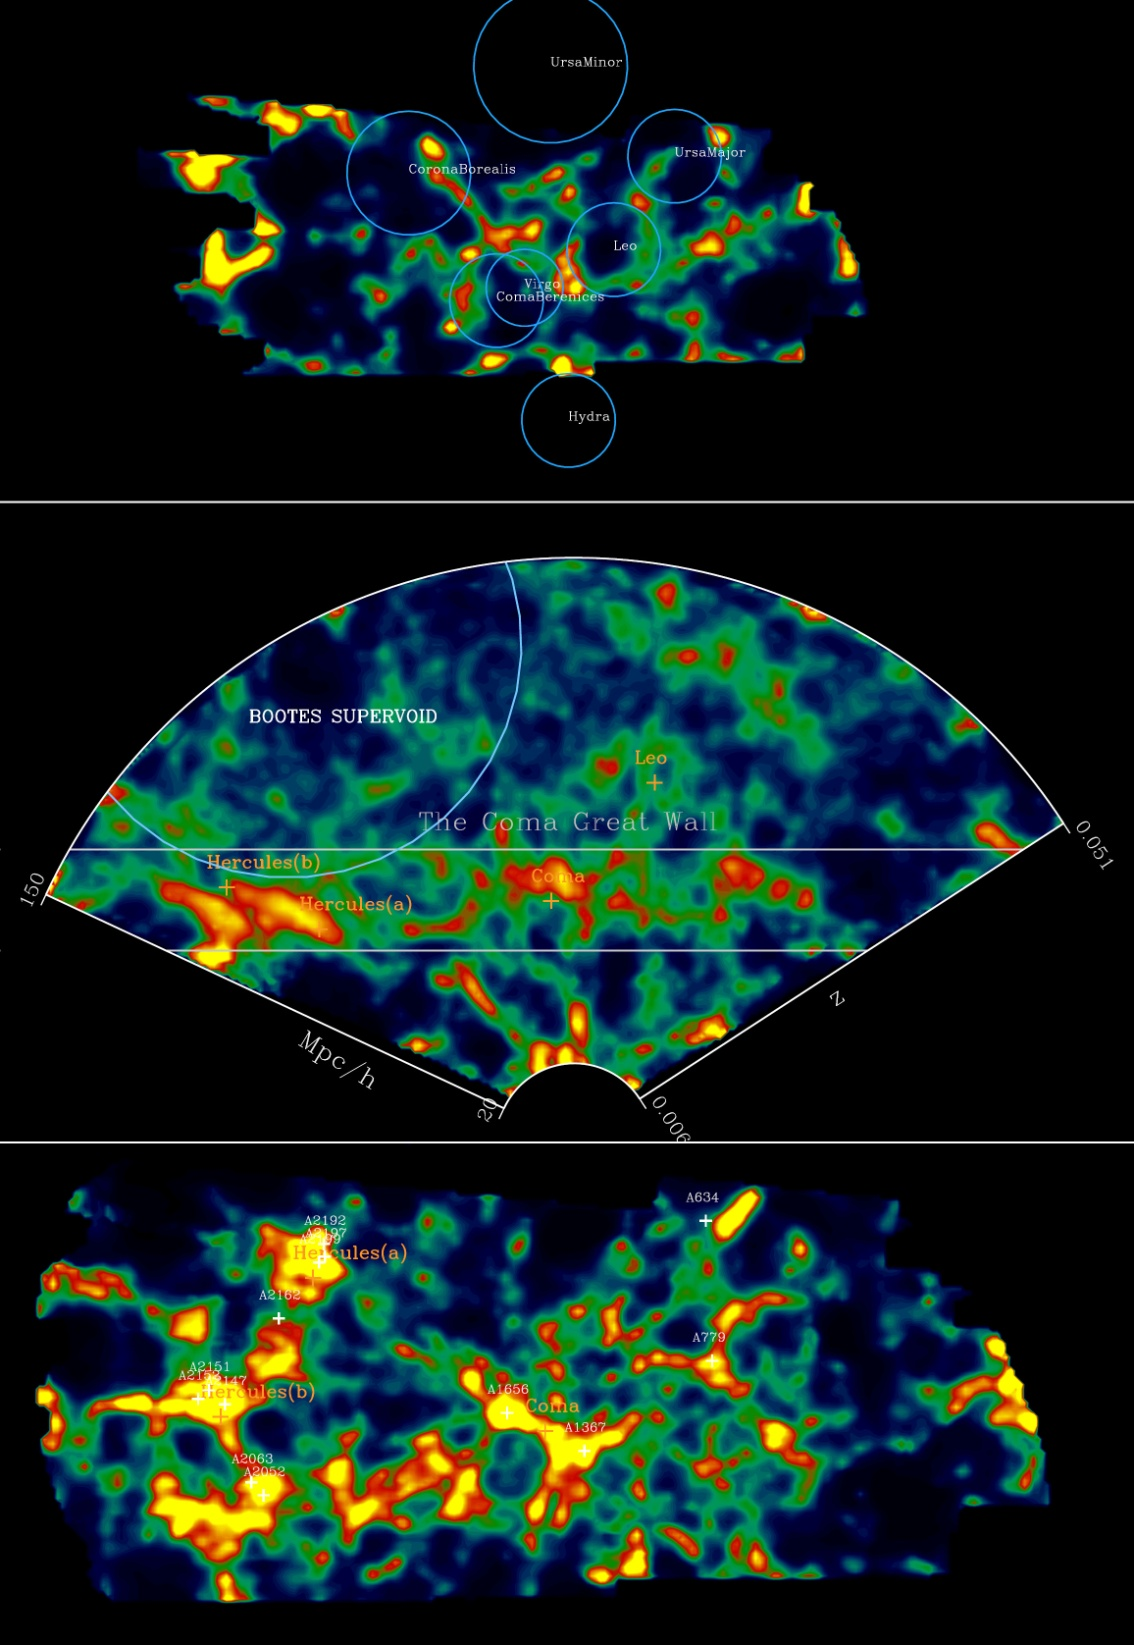 UrsaMinor
UrsaMajor
CoronaBorealis
Leo
Virgo
ComaBerenices
Hydra
BOOTES SUPERVOID
Leo
The Coma Great Wall
0.051
Hercules(b)
Coma
150
Hercules(a)
z
Mpc/h
20
0.006
A634
A2192
A2197
Hercules(a)
A2162
A779
A2151
Hercules(b)
A1656
Coma
A1367
A2063
A2052